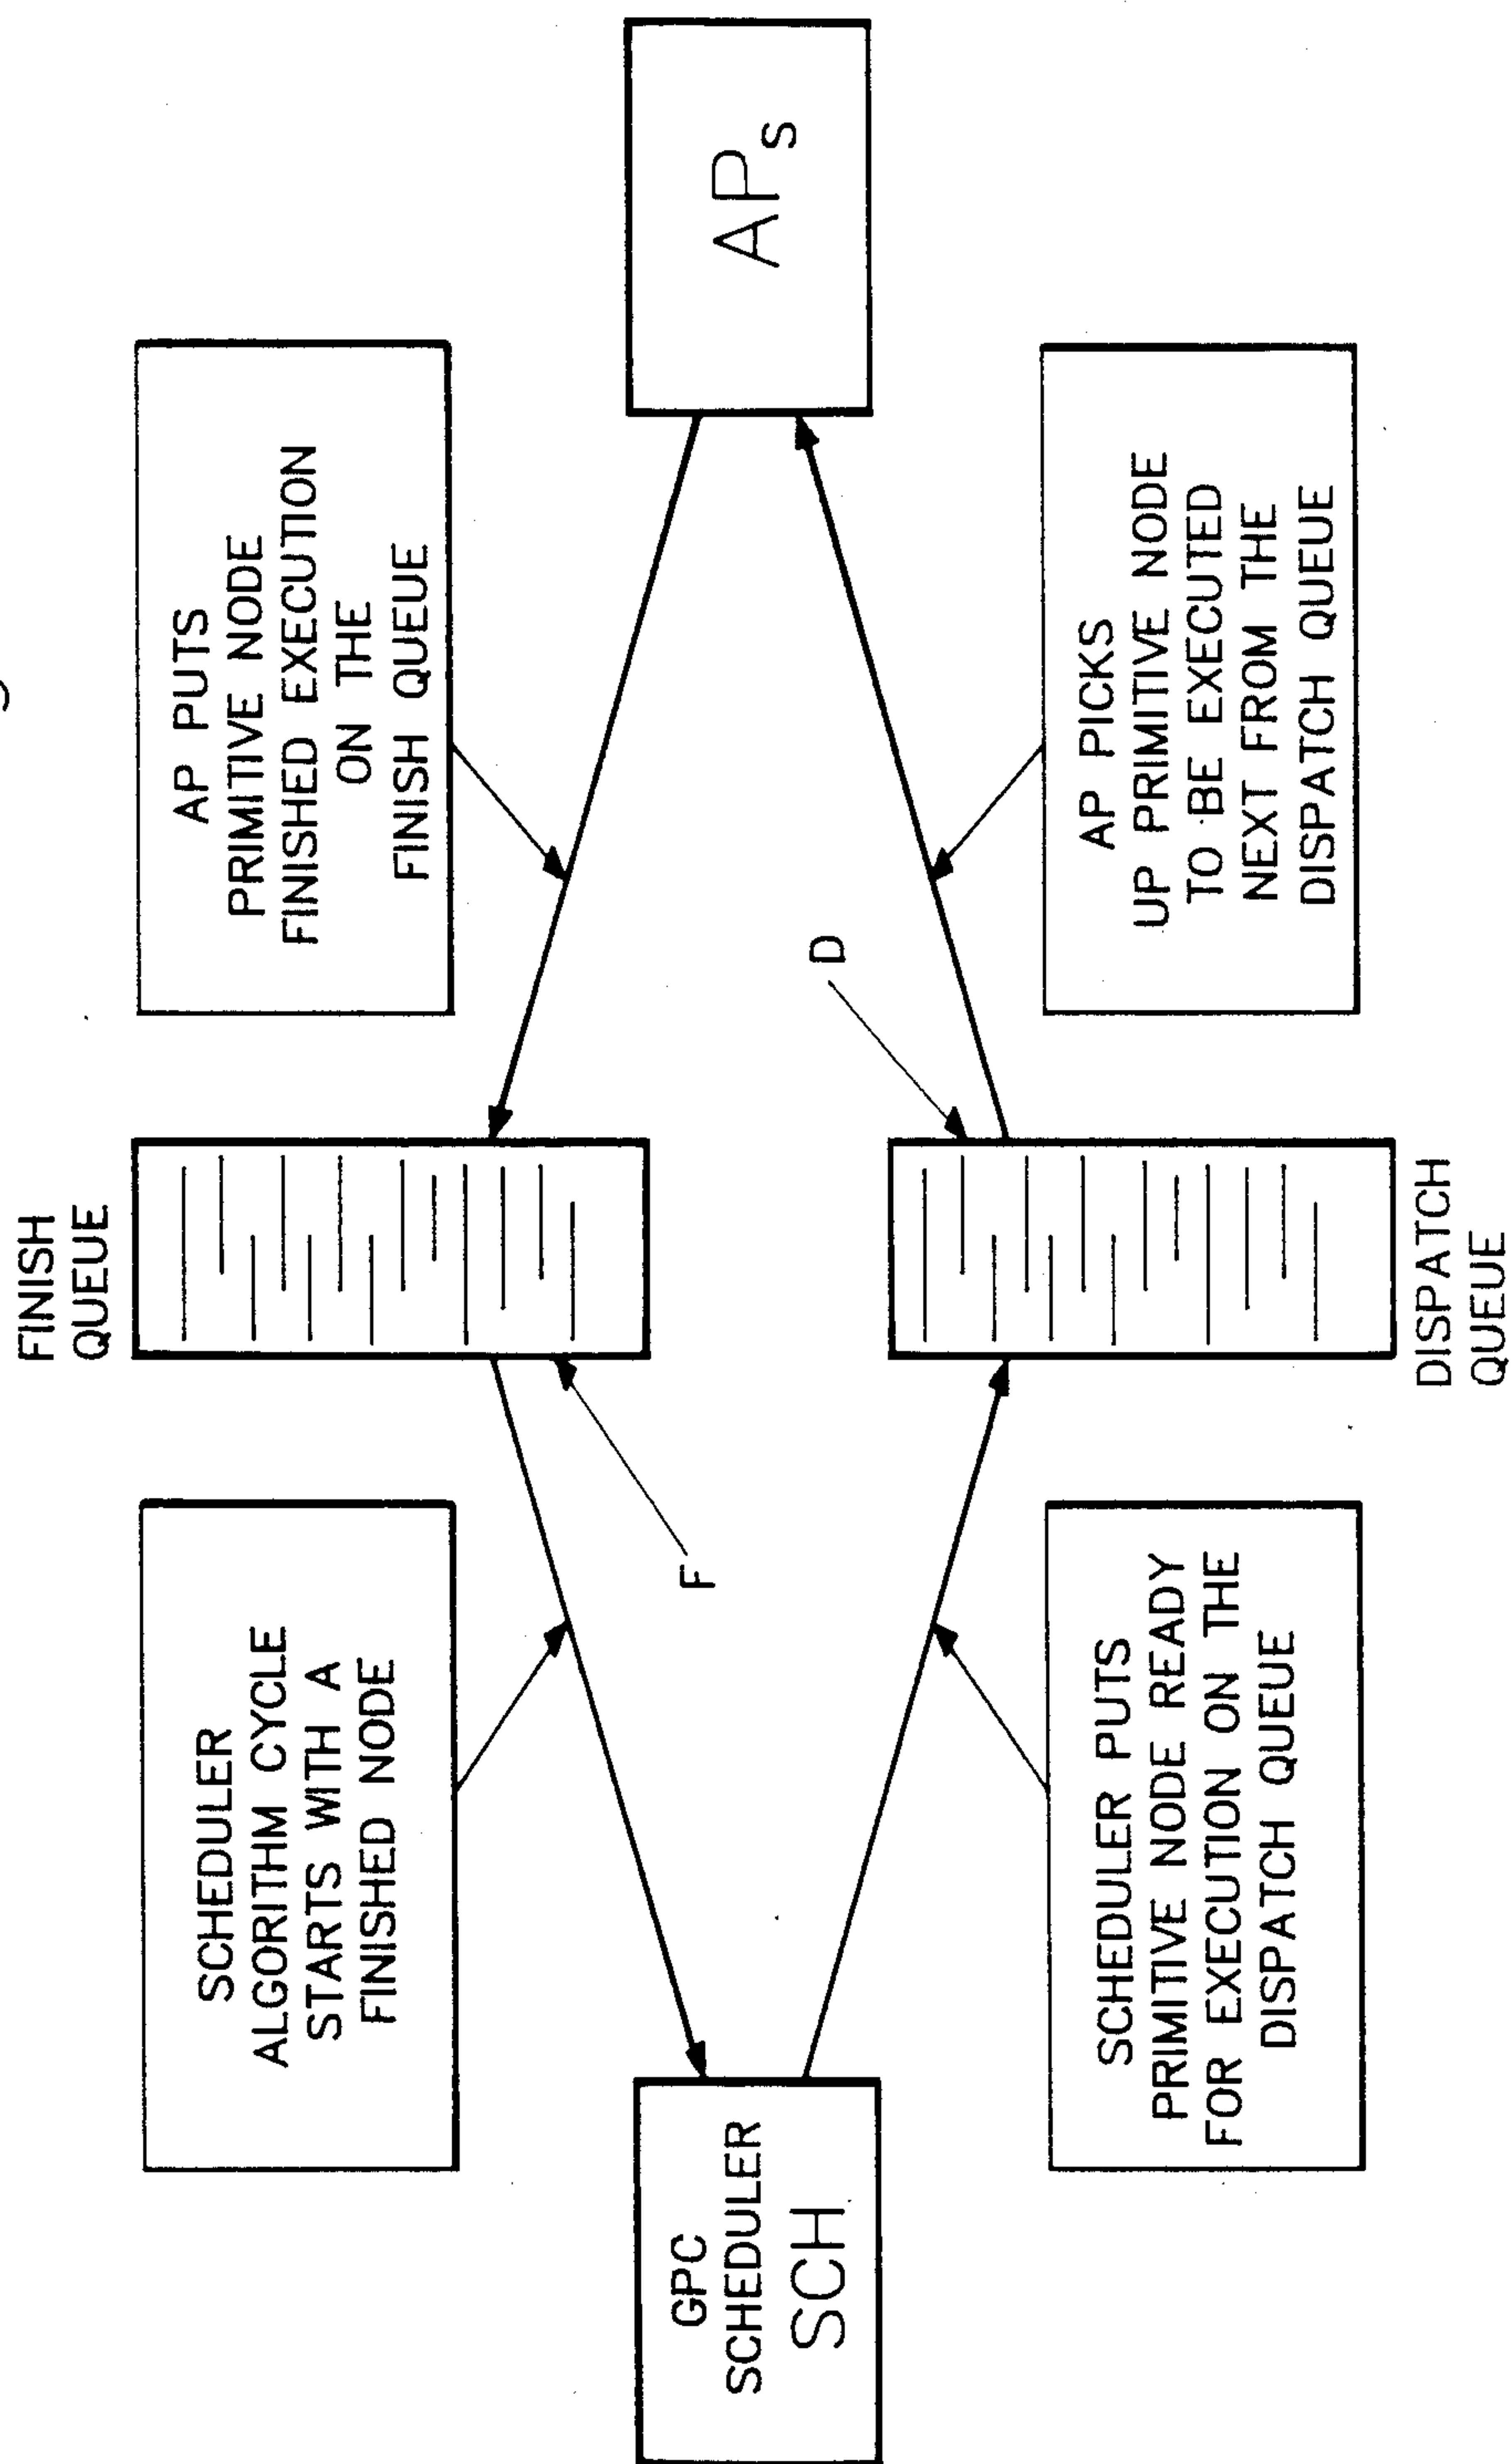 FINISH
QUEUE
SCHEDULER
ALGORITHM CYCLE
STARTS WITH A
FINISHED NODE
AP PUTS
PRIMITIVE NODE
FINISHED EXECUTION
ON THE
FINISH QUEUE
GPC
SCHEDULER
SCH
F
D
APs
SCHEDULER PUTS
PRIMITIVE NODE READY
FOR EXECUTION ON THE
DISPATCH QUEUE
AP PICKS
UP PRIMITIVE NODE
TO BE EXECUTED
NEXT FROM THE
DISPATCH QUEUE
DISPATCH
QUEUE